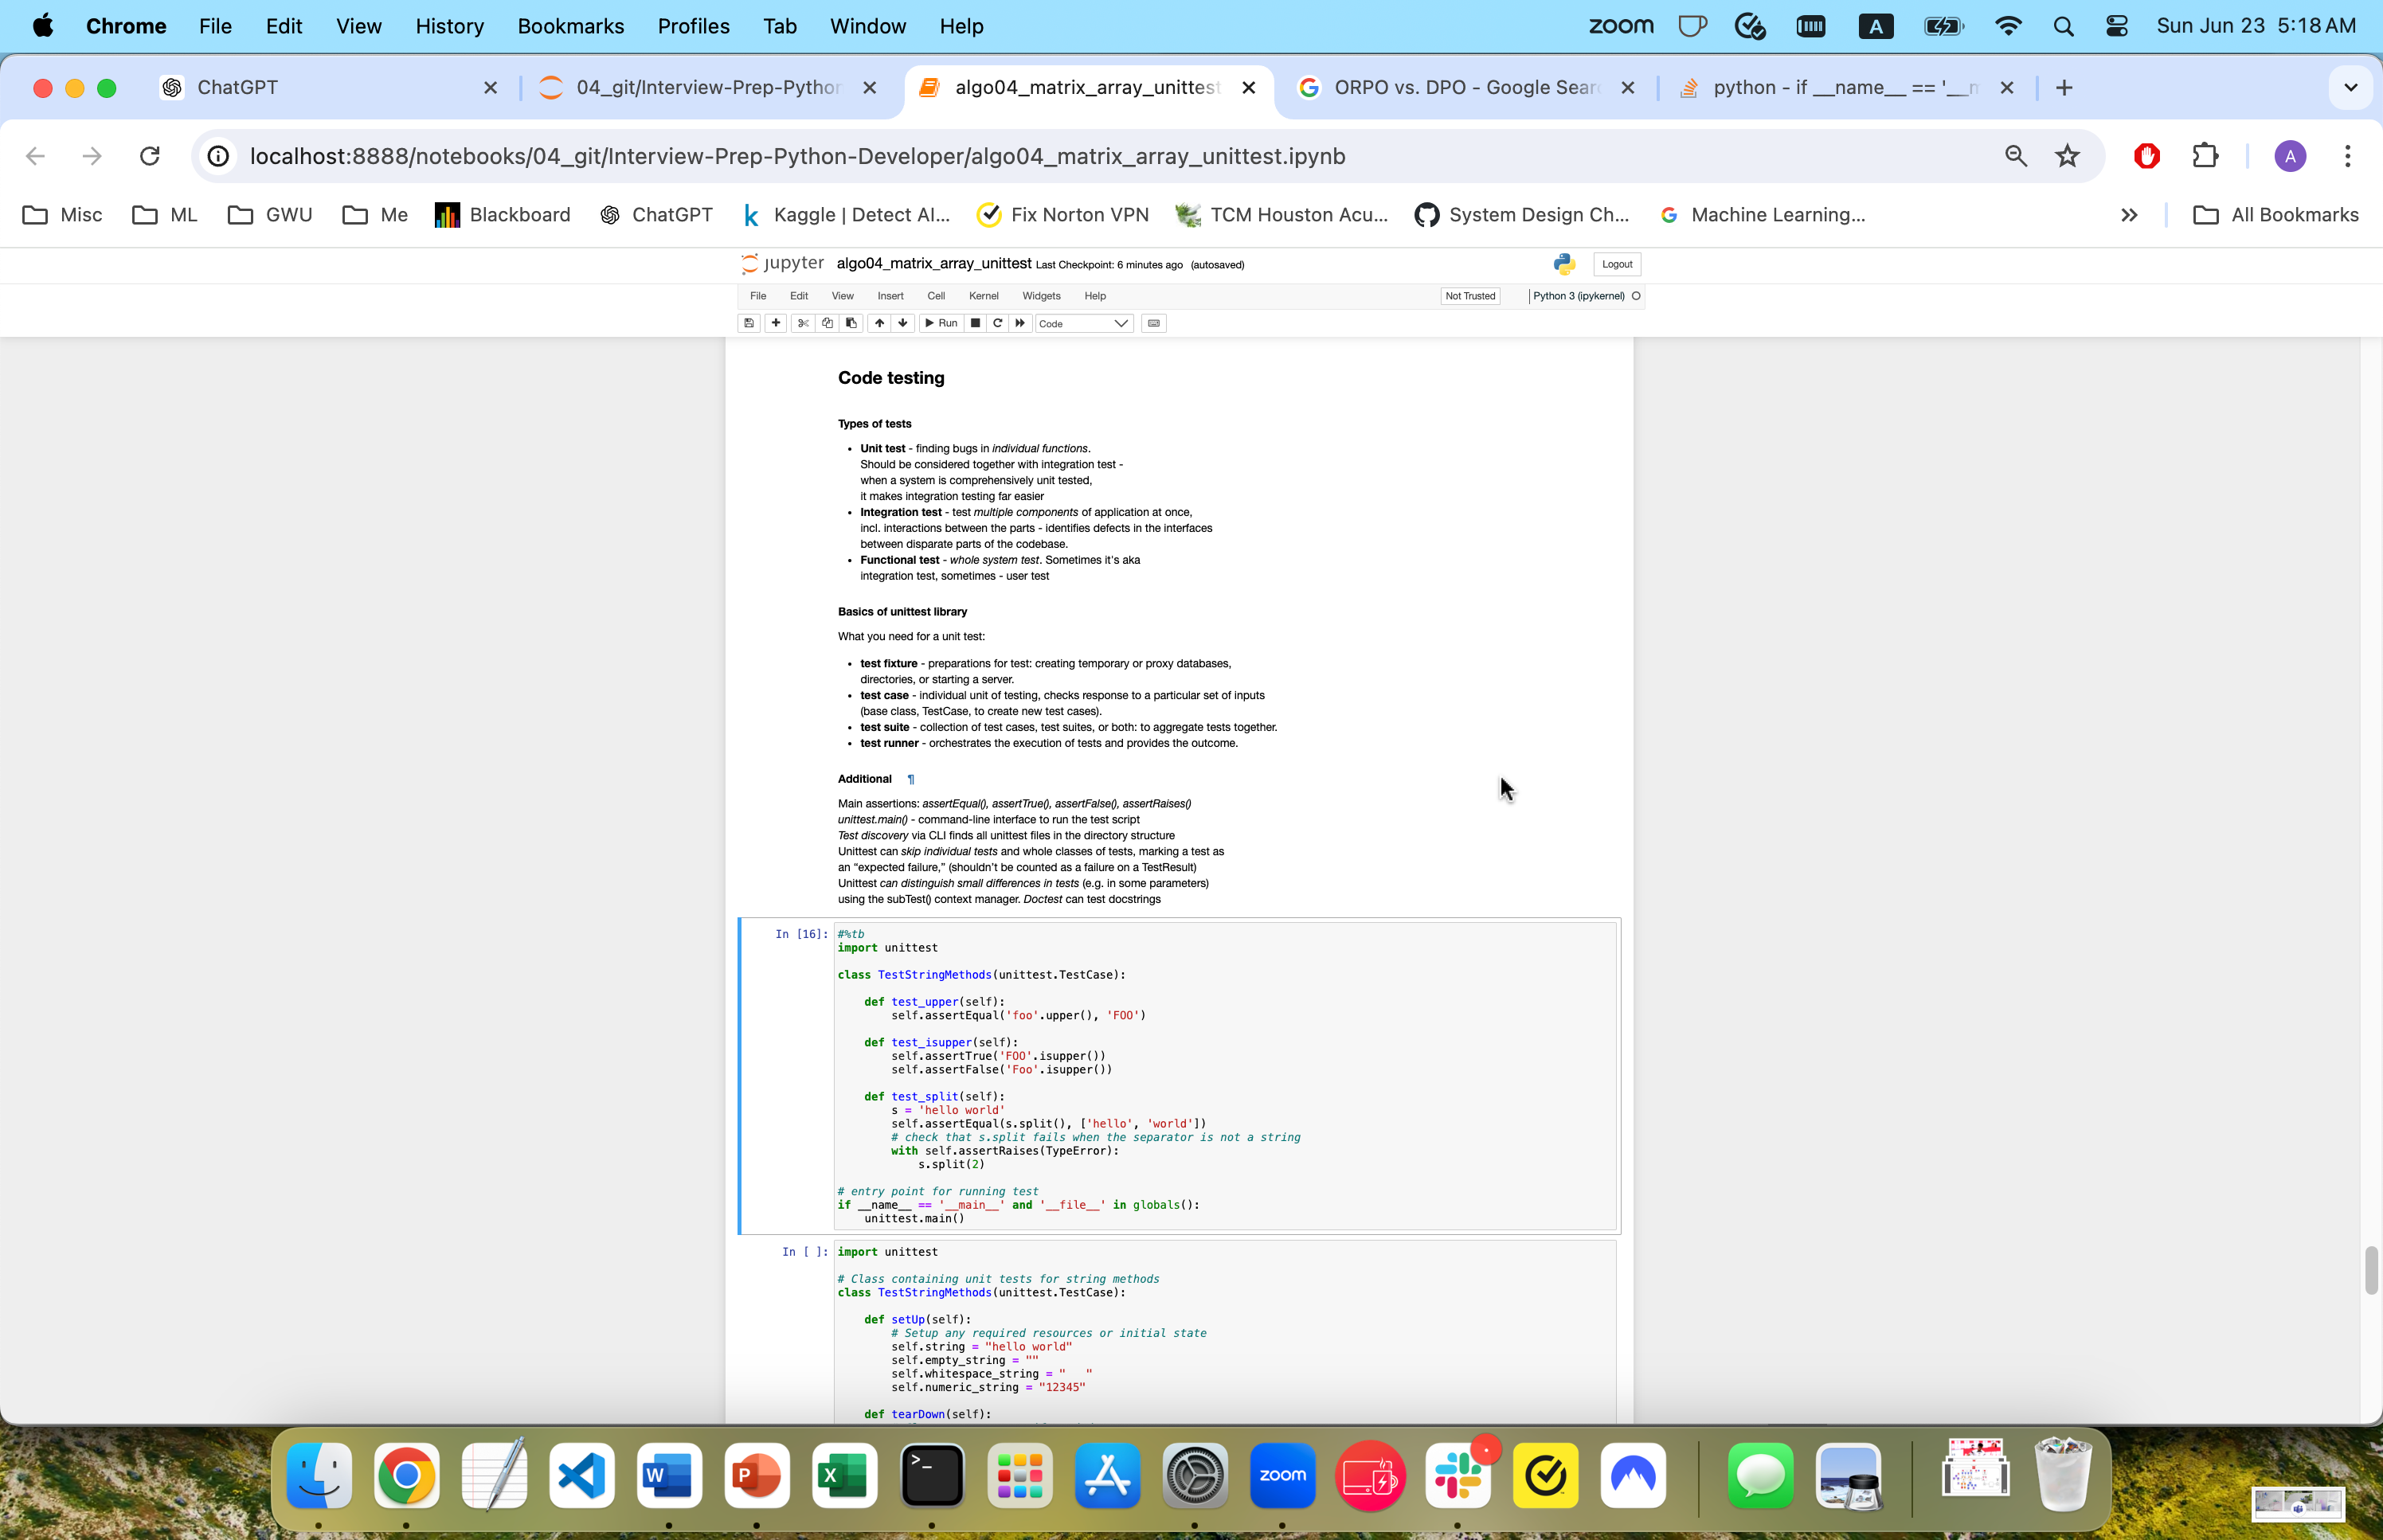 Chrome File Edit View History Bookmarks Profiles Tab Window Help zoom A Sun Jun 23 5:18 AM
ChatGPT 04_git/Interview-Prep-Python algo04_matrix_array_unittest ORPO vs. DPO - Google Sear python - if __name__ == '__m
localhost:8888/notebooks/04_git/Interview-Prep-Python-Developer/algo04_matrix_array_unittest.ipynb A
Misc ML GWU Me Blackboard ChatGPT Kaggle | Detect AI... Fix Norton VPN TCM Houston Acu... System Design Ch... Machine Learning... » All Bookmarks
jupyter algo04_matrix_array_unittest Last Checkpoint: 6 minutes ago (autosaved) Logout
File Edit View Insert Cell Kernel Widgets Help Not Trusted Python 3 (ipykernel)
Run Code
Code testing
Types of tests
• Unit test - finding bugs in individual functions.
Should be considered together with integration test -
when a system is comprehensively unit tested,
it makes integration testing far easier
• Integration test - test multiple components of application at once,
incl. interactions between the parts - identifies defects in the interfaces
between disparate parts of the codebase.
• Functional test - whole system test. Sometimes it's aka
integration test, sometimes - user test
Basics of unittest library
What you need for a unit test:
• test fixture - preparations for test: creating temporary or proxy databases,
directories, or starting a server.
• test case - individual unit of testing, checks response to a particular set of inputs
(base class, TestCase, to create new test cases).
• test suite - collection of test cases, test suites, or both: to aggregate tests together.
• test runner - orchestrates the execution of tests and provides the outcome.
Additional ¶
Main assertions: assertEqual(), assertTrue(), assertFalse(), assertRaises()
unittest.main() - command-line interface to run the test script
Test discovery via CLI finds all unittest files in the directory structure
Unittest can skip individual tests and whole classes of tests, marking a test as
an “expected failure,” (shouldn’t be counted as a failure on a TestResult)
Unittest can distinguish small differences in tests (e.g. in some parameters)
using the subTest() context manager. Doctest can test docstrings
In [16]: #%tb
import unittest
class TestStringMethods(unittest.TestCase):
def test_upper(self):
self.assertEqual('foo'.upper(), 'FOO')
def test_isupper(self):
self.assertTrue('FOO'.isupper())
self.assertFalse('Foo'.isupper())
def test_split(self):
s = 'hello world'
self.assertEqual(s.split(), ['hello', 'world'])
# check that s.split fails when the separator is not a string
with self.assertRaises(TypeError):
s.split(2)
# entry point for running test
if __name__ == '__main__' and '__file__' in globals():
unittest.main()
In [ ]: import unittest
# Class containing unit tests for string methods
class TestStringMethods(unittest.TestCase):
def setUp(self):
# Setup any required resources or initial state
self.string = "hello world"
self.empty_string = ""
self.whitespace_string = "   "
self.numeric_string = "12345"
def tearDown(self):
W P X >_ zoom